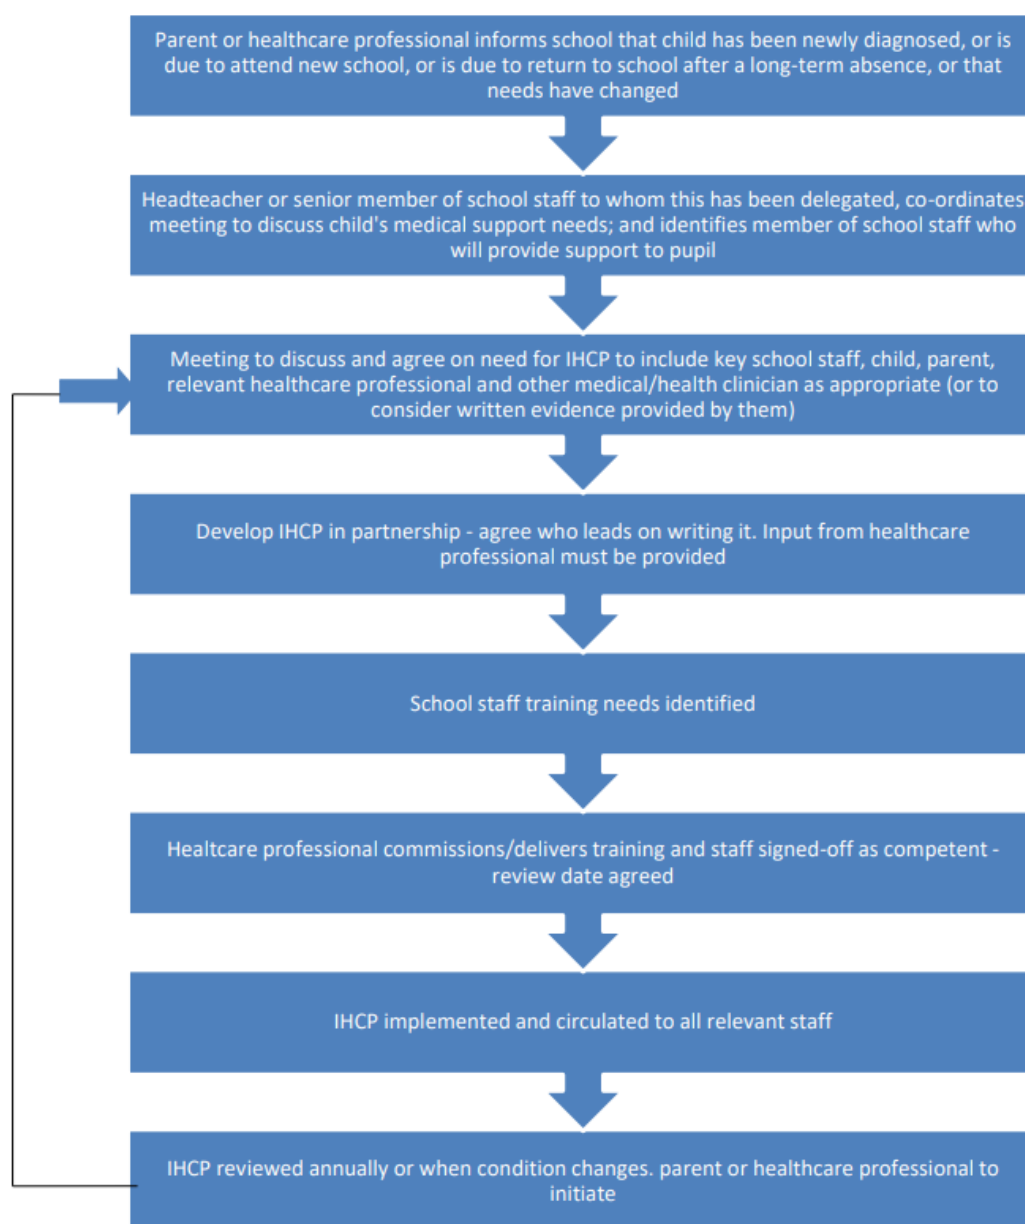 Parent or healthcare professional informs school that child has been newly diagnosed, or is
due to attend new school, or is due to return to school after a long-term absence, or that
needs have changed
Headteacher or senior member of school staff to whom this has been delegated, co-ordinates
meeting to discuss child's medical support needs; and identifies member of school staff who
will provide support to pupil
Meeting to discuss and agree on need for IHCP to include key school staff, child, parent,
relevant healthcare professional and other medical/health clinician as appropriate (or to
consider written evidence provided by them)
Develop IHCP in partnership - agree who leads on writing it. Input from healthcare
professional must be provided
School staff training needs identified
Healtcare professional commissions/delivers training and staff signed-off as competent -
review date agreed
IHCP implemented and circulated to all relevant staff
IHCP reviewed annually or when condition changes. parent or healthcare professional to
initiate